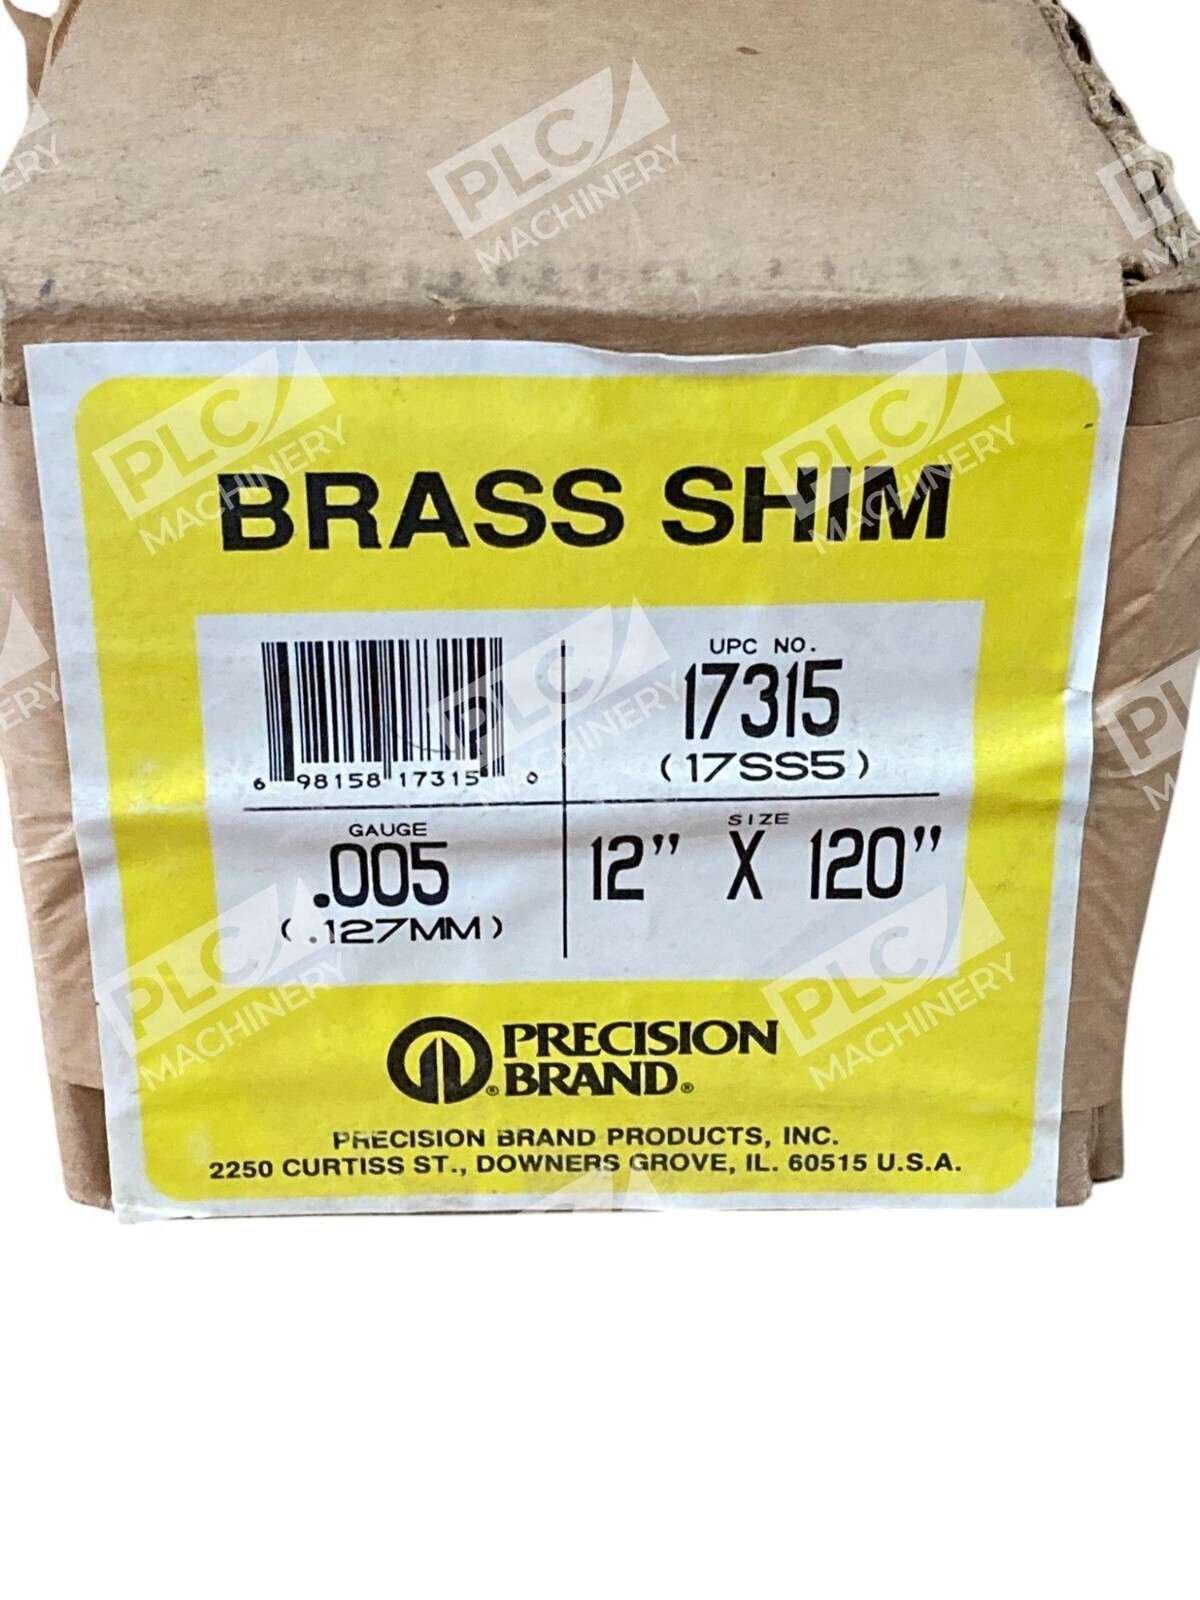 PLC
MACHINERY
BRASS SHIM
UPC NO.
17315
(17SS5)
6 98158 17315 0
GAUGE
.005
(.127MM)
SIZE
12" X 120"
PRECISION
BRAND®
®
PRECISION BRAND PRODUCTS, INC.
2250 CURTISS ST., DOWNERS GROVE, IL. 60515 U.S.A.